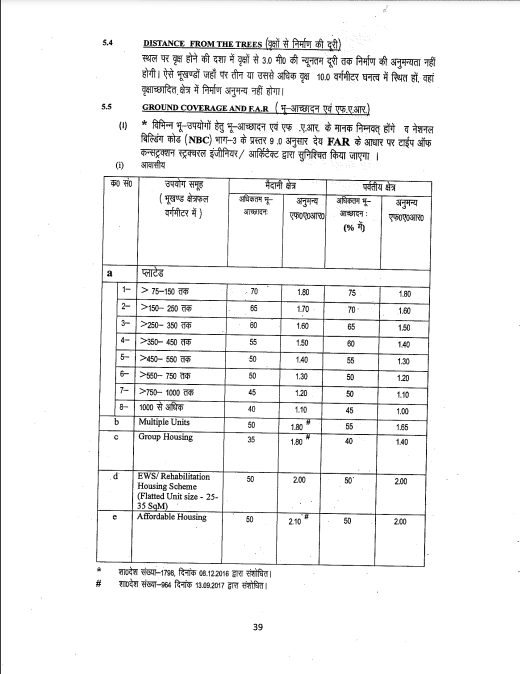 5.4 DISTANCE FROM THE TREES (वृक्षों से निर्माण की दूरी)
स्थल पर वृक्ष होने की दशा में वृक्षों से 3.0 मी0 की न्यूनतम दूरी तक निर्माण की अनुमन्यता नहीं
होगी। ऐसे भूखण्डों जहाँ पर तीन या उससे अधिक वृक्ष 10.0 वर्गमीटर घनत्व में स्थित हों, वहां
वृक्षाच्छादित क्षेत्र में निर्माण अनुमन्य नहीं होगा।
5.5 GROUND COVERAGE AND F.A.R ( भू–आच्छादन एवं एफ.ए.आर)
(i) * विभिन्न भू–उपयोगों हेतु भू–आच्छादन एवं एफ .ए.आर. के मानक निम्नवत् होंगे व नेशनल
बिल्डिंग कोड (NBC) भाग–3 के प्रस्तर 9 .0 अनुसार देय FAR के आधार पर टाईप ऑफ
कन्सट्रक्शन स्ट्रक्चरल इंजीनियर / आर्किटैक्ट द्वारा सुनिश्चित किया जाएगा ।
(i) आवासीय
क0 सं0 उपयोग समूह मैदानी क्षेत्र पर्वतीय क्षेत्र
( भूखण्ड क्षेत्रफल अधिकतम भू– अनुमन्य अधिकतम भू– अनुमन्य
वर्गमीटर में ) आच्छादन: एफ0ए0आर0 आच्छादन : एफ0ए0आर0
(% में)
a प्लाटेड
1– > 75–150 तक 70 1.80 75 1.80
2– >150– 250 तक 65 1.70 70 1.60
3– >250– 350 तक 60 1.60 65 1.50
4– >350– 450 तक 55 1.50 60 1.40
5– >450– 550 तक 50 1.40 55 1.30
6– >550– 750 तक 50 1.30 50 1.20
7– >750– 1000 तक 45 1.20 50 1.10
8– 1000 से अधिक 40 1.10 45 1.00
b Multiple Units 50 1.80 # 55 1.65
c Group Housing 35 1.80 # 40 1.40
d EWS/ Rehabilitation 50 2.00 50 2.00
Housing Scheme
(Flatted Unit size - 25-
35 SqM)
e Affordable Housing 50 2.10 # 50 2.00
* शा0देश संख्या–1798, दिनांक 08.12.2016 द्वारा संशोधित।
# शा0देश संख्या–964 दिनांक 13.09.2017 द्वारा संशोधित।
39